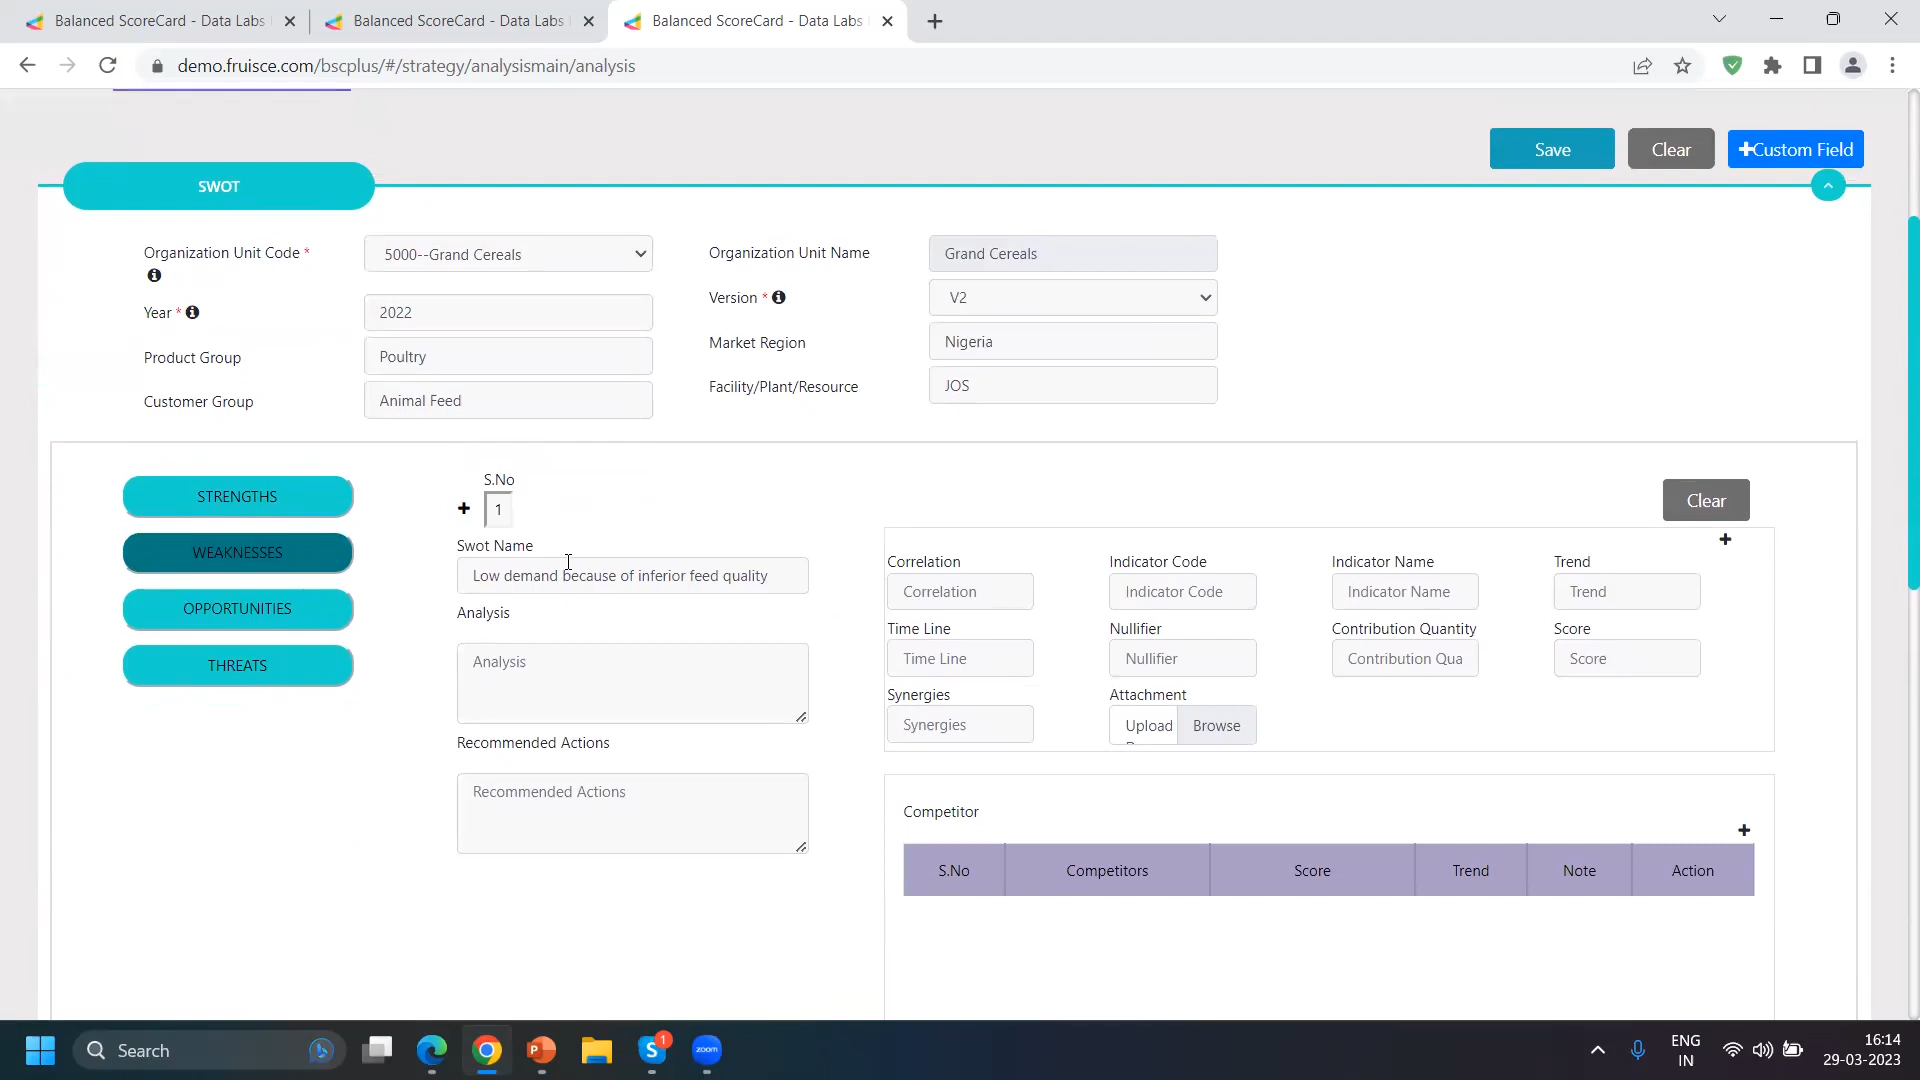 Balanced ScoreCard - Data Labs
Balanced ScoreCard - Data Labs
Balanced ScoreCard - Data Labs
demo.fruisce.com/bscplus/#/strategy/analysismain/analysis
Save
Clear
+Custom Field
SWOT
Organization Unit Code *
5000--Grand Cereals
Organization Unit Name
Grand Cereals
Year *
2022
Version *
V2
Product Group
Poultry
Market Region
Nigeria
Customer Group
Animal Feed
Facility/Plant/Resource
JOS
STRENGTHS
WEAKNESSES
OPPORTUNITIES
THREATS
S.No
1
Swot Name
Low demand because of inferior feed quality
Analysis
Analysis
Recommended Actions
Recommended Actions
Clear
Correlation
Indicator Code
Indicator Name
Trend
Correlation
Indicator Code
Indicator Name
Trend
Time Line
Nullifier
Contribution Quantity
Score
Time Line
Nullifier
Contribution Qua
Score
Synergies
Attachment
Synergies
Upload
Browse
Competitor
S.No
Competitors
Score
Trend
Note
Action
Search
1
zoom
ENG
IN
16:14
29-03-2023